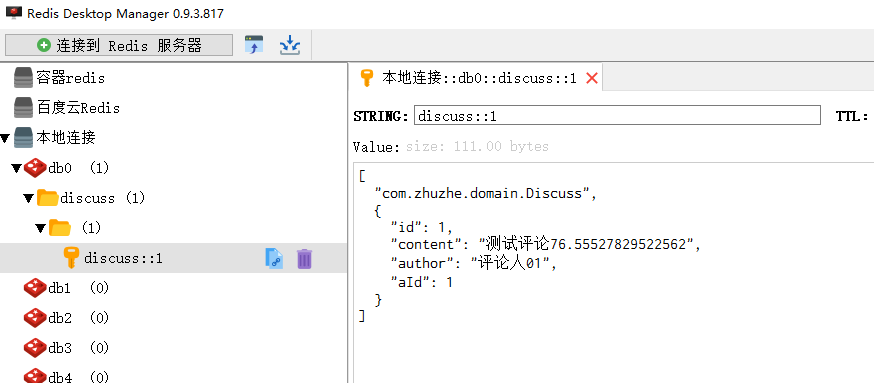 Redis Desktop Manager 0.9.3.817
连接到 Redis 服务器
容器redis
百度云Redis
本地连接
db0 (1)
discuss (1)
(1)
discuss::1
db1 (0)
db2 (0)
db3 (0)
db4 (0)
本地连接::db0::discuss::1
STRING: discuss::1 TTL:
Value: size: 111.00 bytes
[
"com.zhuzhe.domain.Discuss",
{
"id": 1,
"content": "测试评论76.55527829522562",
"author": "评论人01",
"aId": 1
}
]